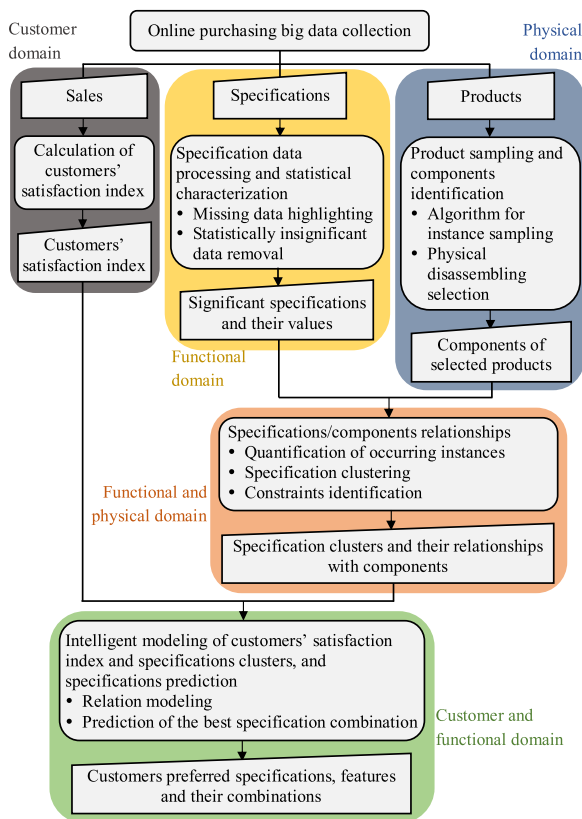 Customer
domain
Online purchasing big data collection
Physical
domain
Sales
Specifications
Products
Calculation of
customers'
satisfaction index
Customers'
satisfaction index
Specification data
processing and statistical
characterization
• Missing data highlighting
• Statistically insignificant
data removal
Significant specifications
and their values
Functional
domain
Product sampling and
components
identification
• Algorithm for
instance sampling
• Physical
disassembling
selection
Components of
selected products
Specifications/components relationships
• Quantification of occurring instances
• Specification clustering
• Constraints identification
Functional and
physical domain
Specification clusters and their relationships
with components
Intelligent modeling of customers' satisfaction
index and specifications clusters, and
specifications prediction
• Relation modeling
• Prediction of the best specification combination
Customer and
functional domain
Customers preferred specifications, features
and their combinations